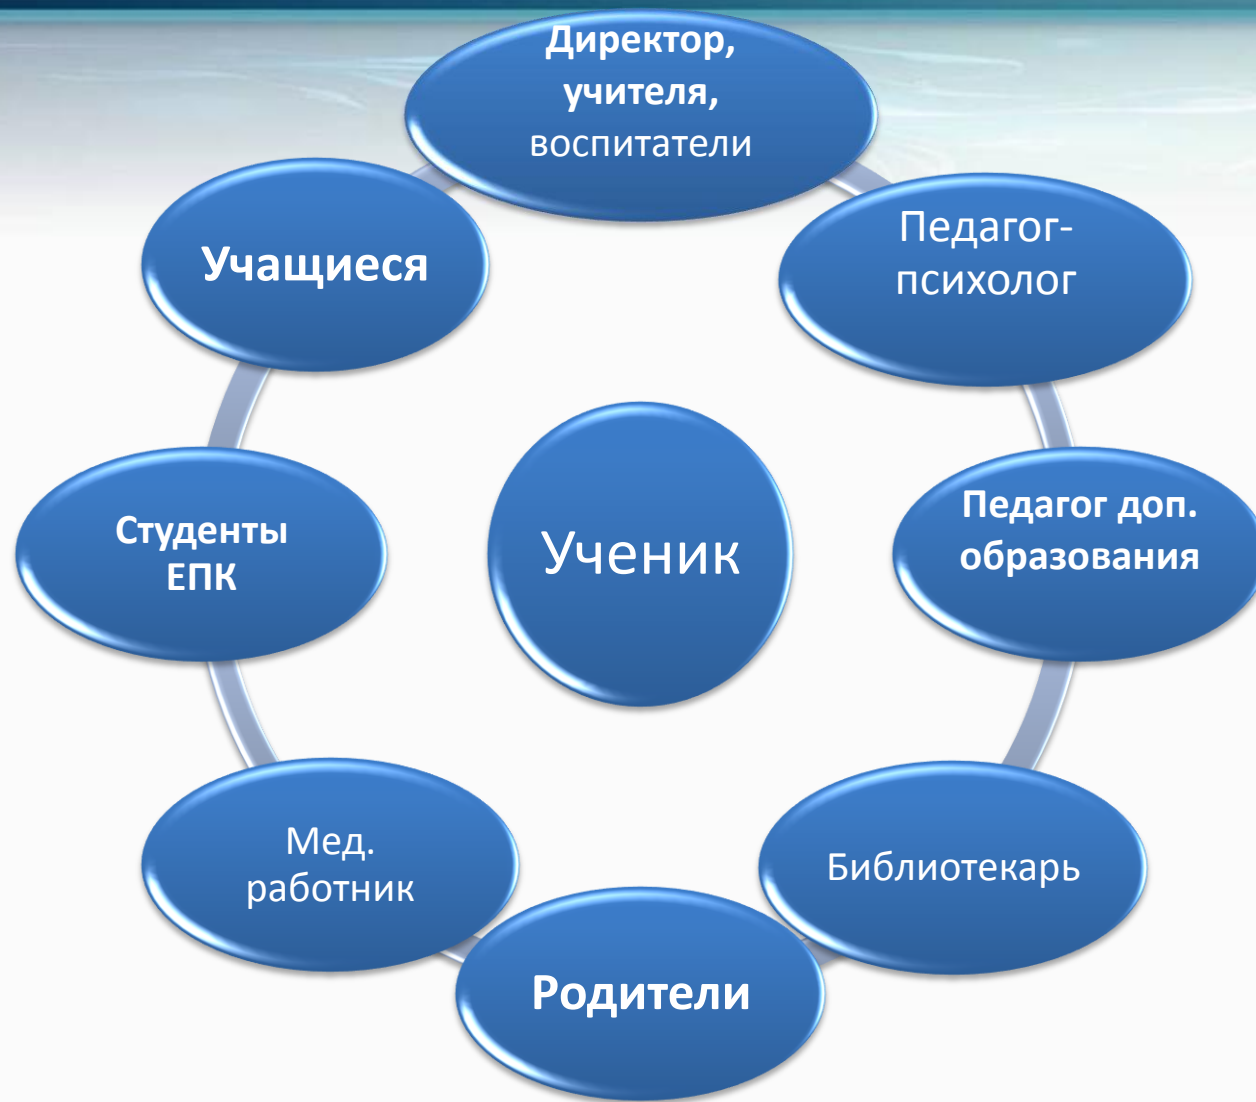 Директор,
учителя,
воспитатели
Педагог-
психолог
Педагог доп.
образования
Библиотекарь
Родители
Мед.
работник
Студенты
ЕПК
Учащиеся
Ученик